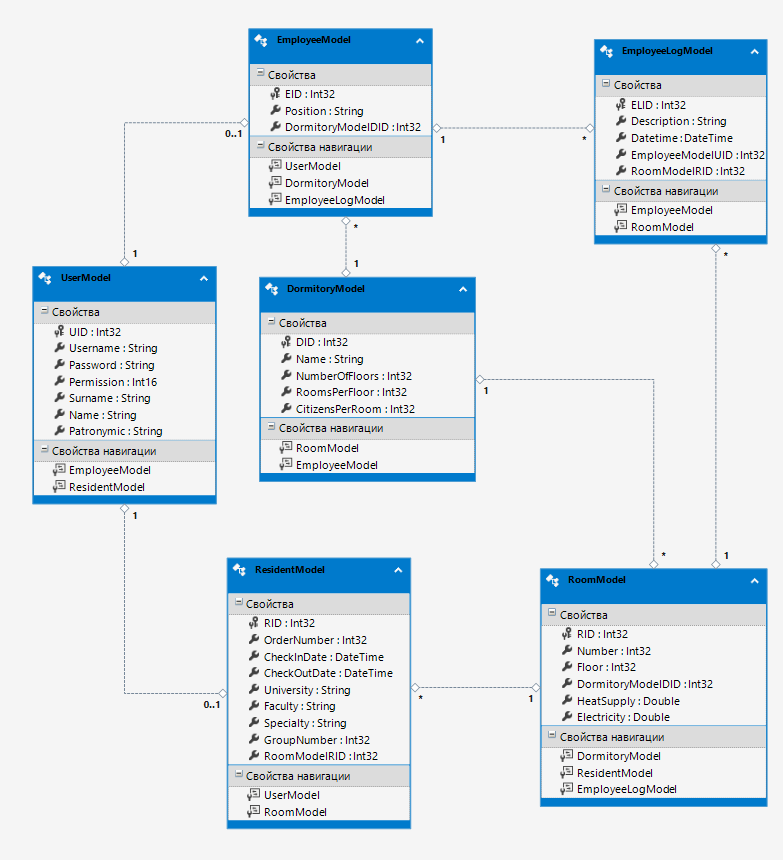 EmployeeModel
Свойства
EID : Int32
Position : String
DormitoryModelDID : Int32
Свойства навигации
UserModel
DormitoryModel
EmployeeLogModel
EmployeeLogModel
Свойства
ELID : Int32
Description : String
Datetime : DateTime
EmployeeModelUID : Int32
RoomModelRID : Int32
Свойства навигации
EmployeeModel
RoomModel
0..1
1
*
*
1
1
*
UserModel
Свойства
UID : Int32
Username : String
Password : String
Permission : Int16
Surname : String
Name : String
Patronymic : String
Свойства навигации
EmployeeModel
ResidentModel
DormitoryModel
Свойства
DID : Int32
Name : String
NumberOfFloors : Int32
RoomsPerFloor : Int32
CitizensPerRoom : Int32
Свойства навигации
RoomModel
EmployeeModel
1
1
*
1
ResidentModel
Свойства
RID : Int32
OrderNumber : Int32
CheckInDate : DateTime
CheckOutDate : DateTime
University : String
Faculty : String
Specialty : String
GroupNumber : Int32
RoomModelRID : Int32
Свойства навигации
UserModel
RoomModel
0..1
*
1
RoomModel
Свойства
RID : Int32
Number : Int32
Floor : Int32
DormitoryModelDID : Int32
HeatSupply : Double
Electricity : Double
Свойства навигации
DormitoryModel
ResidentModel
EmployeeLogModel